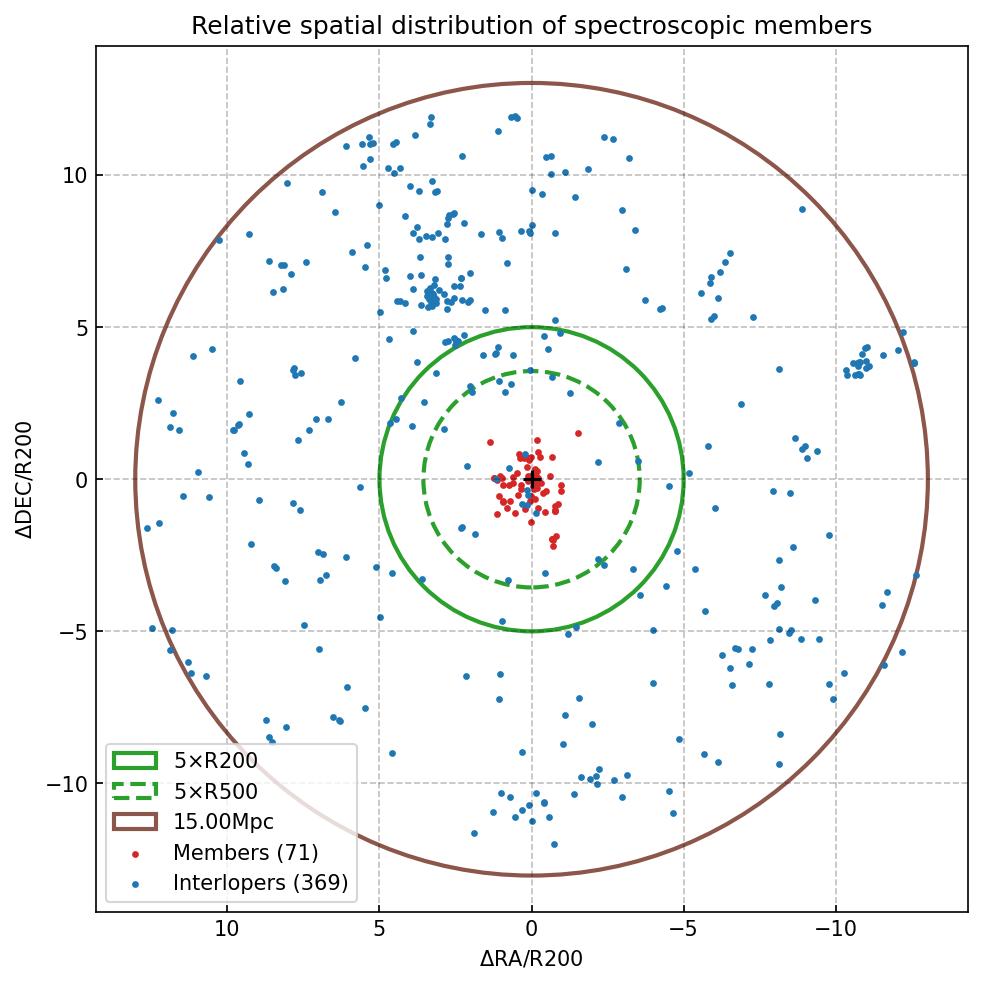 Relative spatial distribution of spectroscopic members
ΔDEC/R200
10
5
0
−5
−10
5×R200
5×R500
15.00Mpc
Members (71)
Interlopers (369)
10 5 0 −5 −10
ΔRA/R200